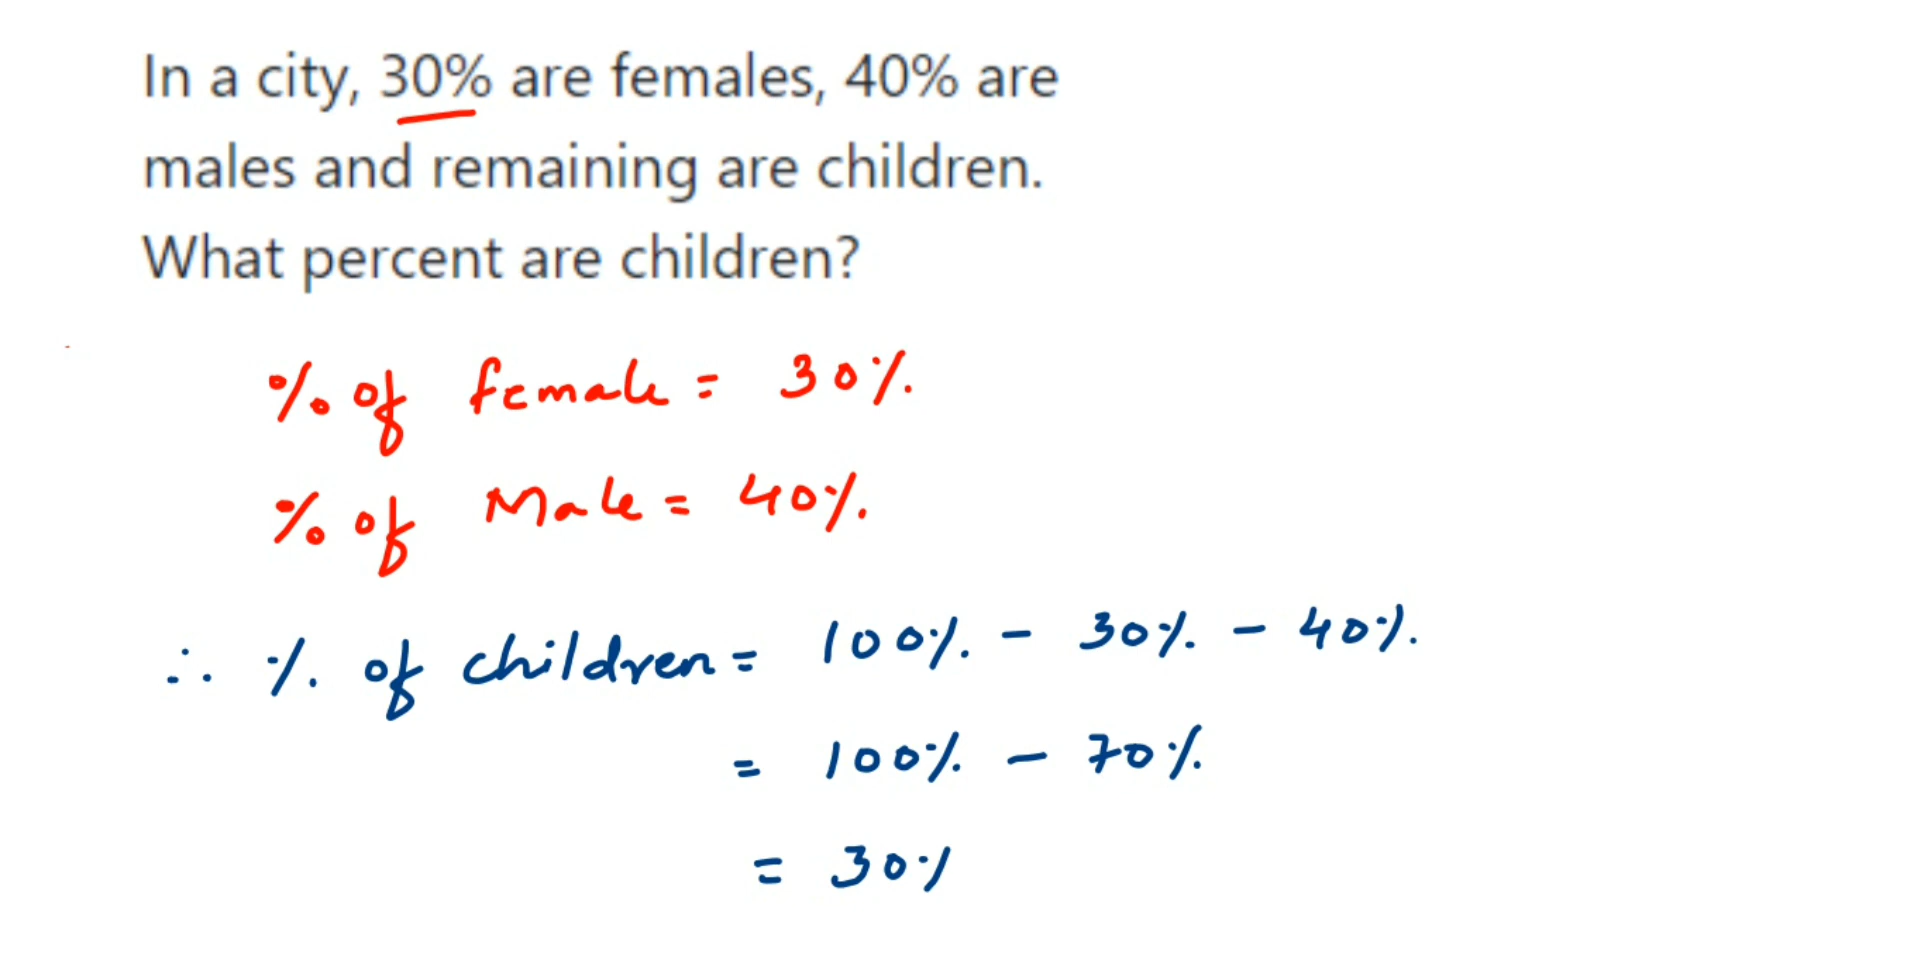 In a city, 30% are females, 40% are
males and remaining are children.
What percent are children?
% of female = 30%
% of Male = 40%
∴ % of children = 100% - 30% - 40%
= 100% - 70%
= 30%